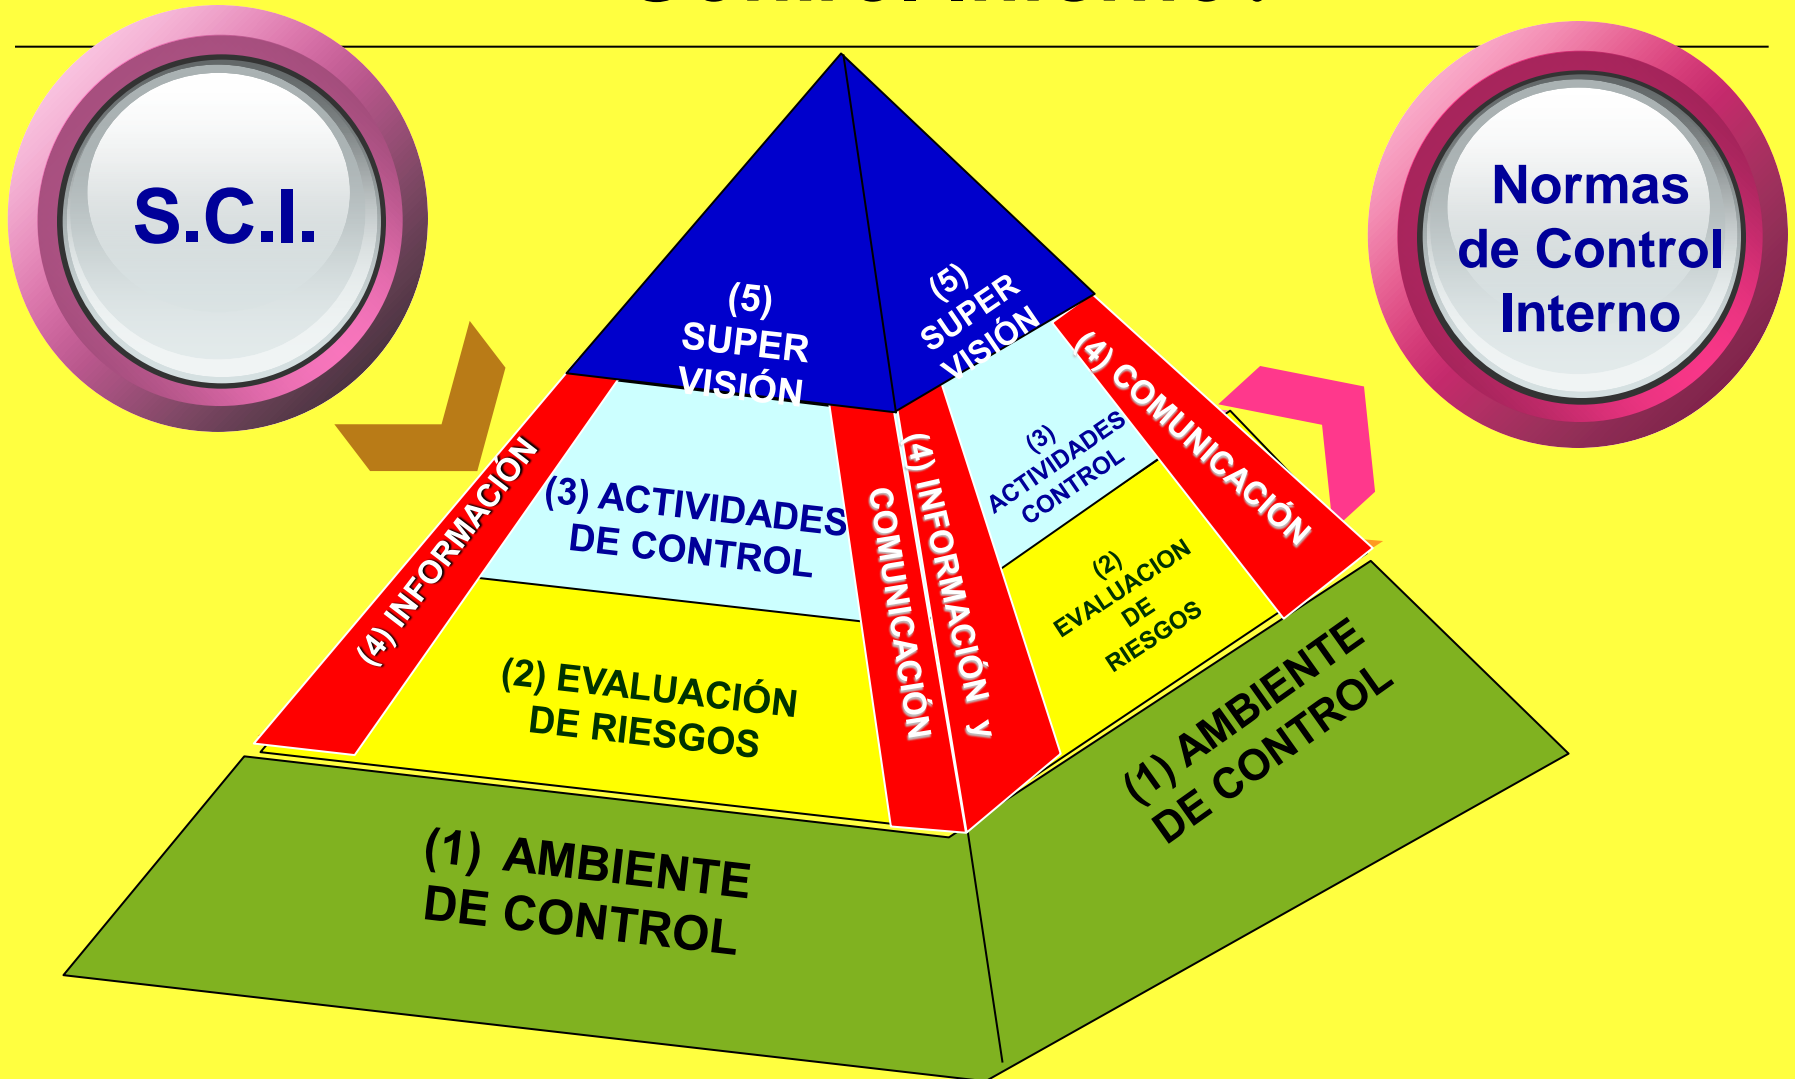 S.C.I.
Normas
de Control
Interno
(5)
SUPER
VISIÓN
(5)
SUPER
VISIÓN
(4) INFORMACIÓN
(3) ACTIVIDADES
DE CONTROL
COMUNICACIÓN
(4) INFORMACIÓN y
(3)
ACTIVIDADES
CONTROL
(4) COMUNICACIÓN
(2) EVALUACIÓN
DE RIESGOS
(2)
EVALUACION
DE
RIESGOS
(1) AMBIENTE
DE CONTROL
(1) AMBIENTE
DE CONTROL